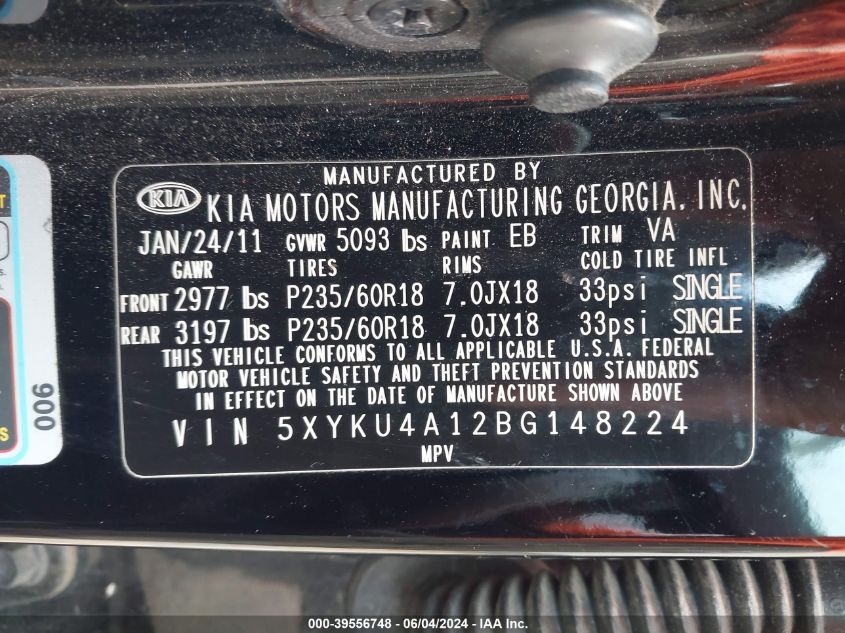 MANUFACTURED BY
KIA KIA MOTORS MANUFACTURING GEORGIA, INC.
JAN/24/11 GVWR 5093 lbs PAINT EB TRIM VA
GAWR TIRES RIMS COLD TIRE INFL
FRONT 2977 lbs P235/60R18 7.0JX18 33psi SINGLE
REAR 3197 lbs P235/60R18 7.0JX18 33psi SINGLE
THIS VEHICLE CONFORMS TO ALL APPLICABLE U.S.A. FEDERAL
MOTOR VEHICLE SAFETY AND THEFT PREVENTION STANDARDS
IN EFFECT ON THE DATE OF MANUFACTURE SHOWN ABOVE
VIN 5XYKU4A12BG148224
MPV
006
000-39556748 - 06/04/2024 - IAA Inc.